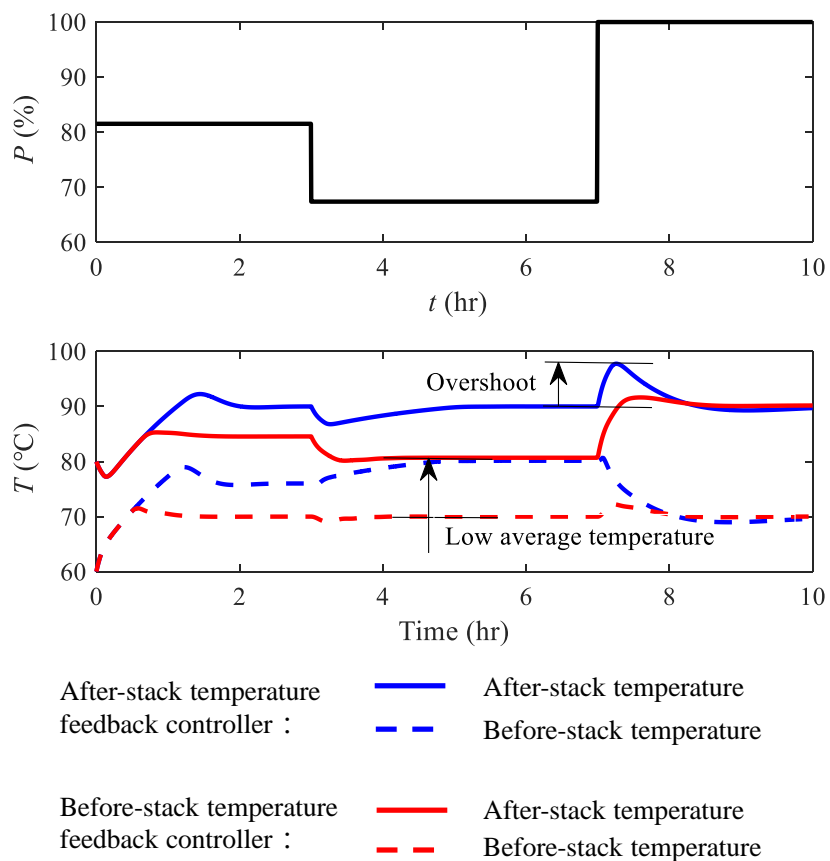 100
90
80
70
60
P (%)
0 2 4 6 8 10
t (hr)
100
90
80
70
60
T (℃)
Overshoot
Low average temperature
0 2 4 6 8 10
Time (hr)
After-stack temperature
feedback controller：
After-stack temperature
Before-stack temperature
Before-stack temperature
feedback controller：
After-stack temperature
Before-stack temperature